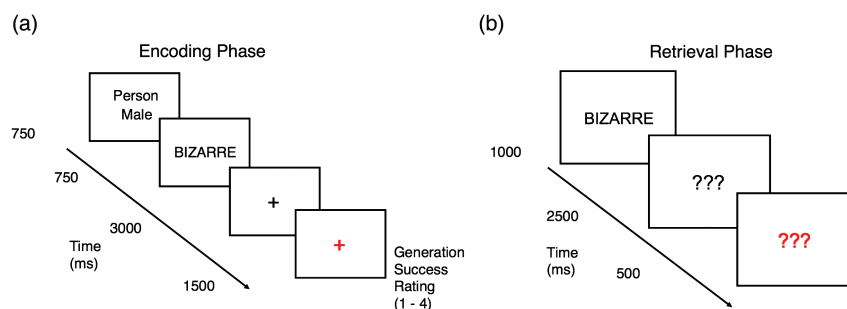 (a)
Encoding Phase
Person
Male
BIZARRE
+
+
750
750
3000
1500
Time
(ms)
Generation
Success
Rating
(1 - 4)
(b)
Retrieval Phase
BIZARRE
???
???
1000
2500
500
Time
(ms)